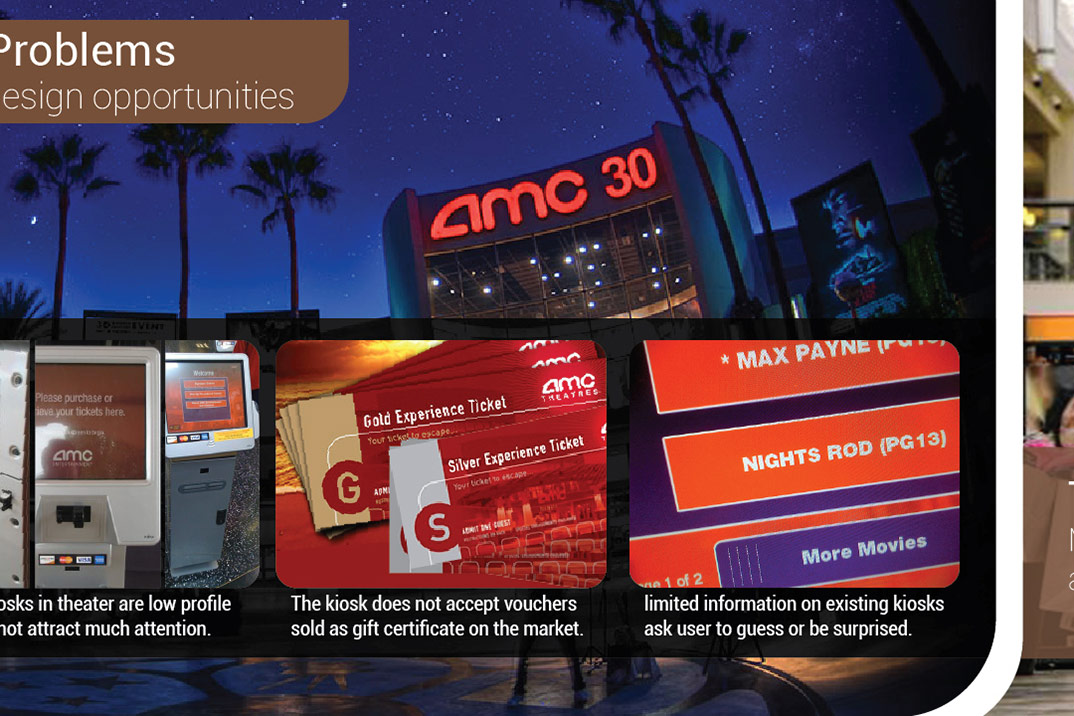 Problems
esign opportunities
amc 30
3D EVENT
Please purchase or
eve your tickets here.
amc
Welcome
VISA
amc
THEATRES
Gold Experience Ticket
Your ticket to escape...
G
Silver Experience Ticket
Your ticket to escape
S
ADMIT ONE GUEST
* MAX PAYNE (PG13)
NIGHTS ROD (PG13)
More Movies
ge 1 of 2
osks in theater are low profile
not attract much attention.
The kiosk does not accept vouchers
sold as gift certificate on the market.
limited information on existing kiosks
ask user to guess or be surprised.